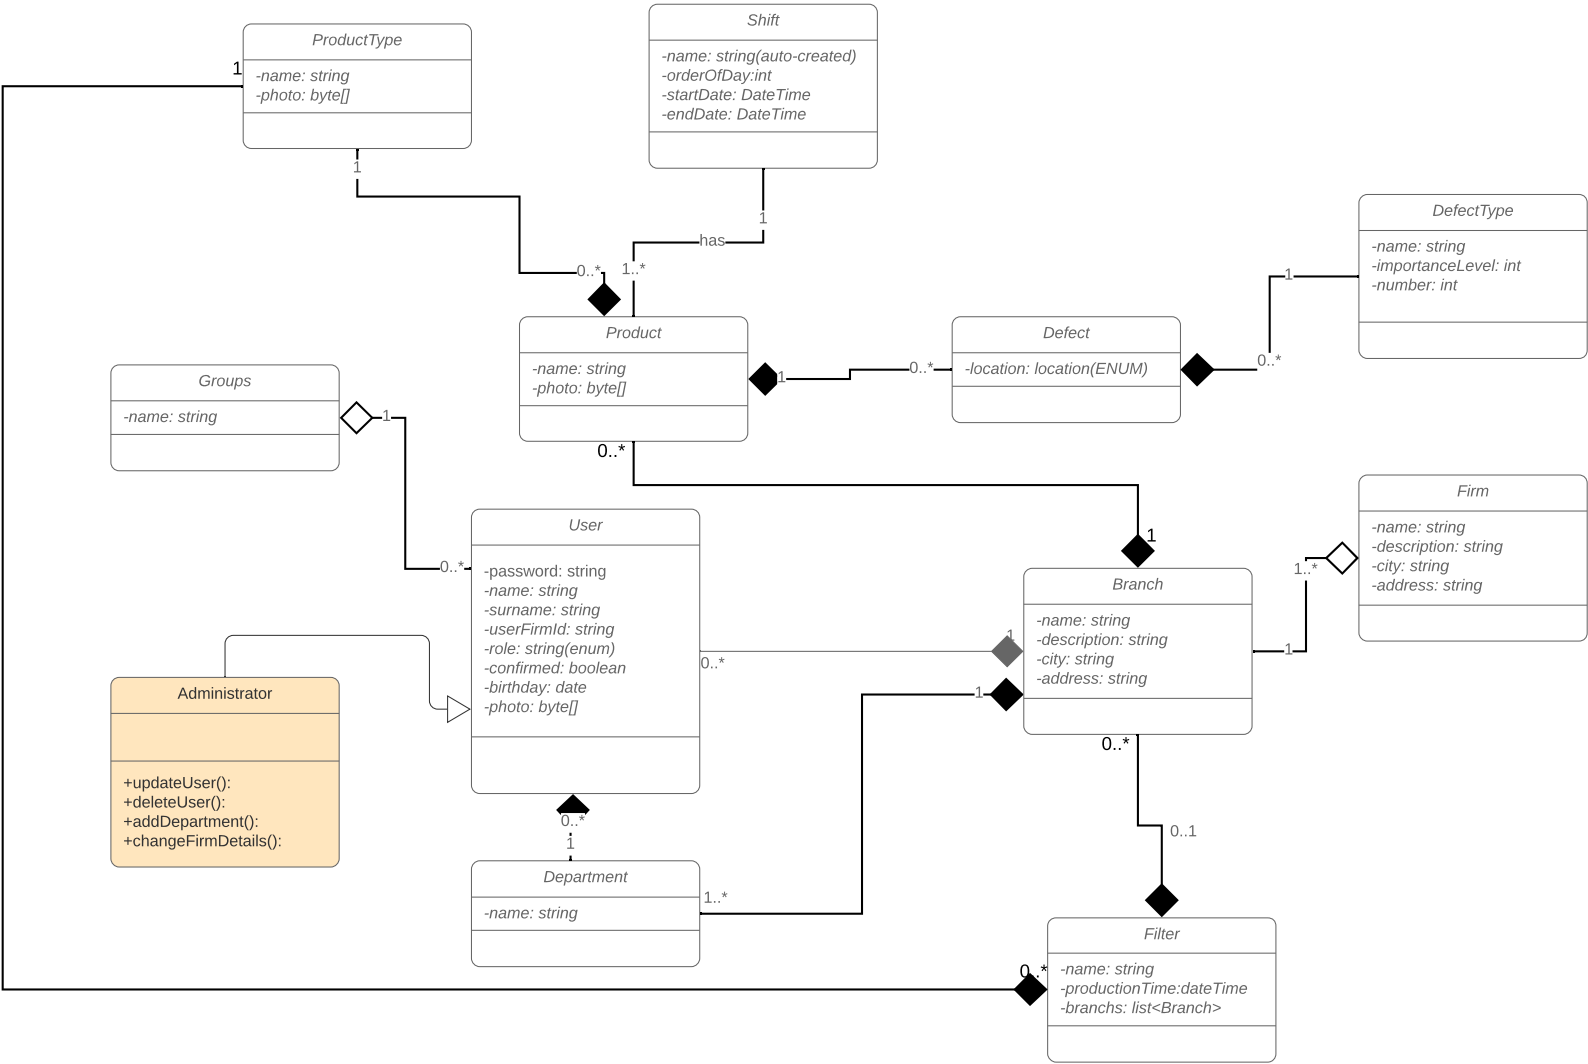 Shift
-name: string(auto-created)
-orderOfDay:int
-startDate: DateTime
-endDate: DateTime
ProductType
-name: string
-photo: byte[]
1
1
1
has
1..*
0..*
DefectType
-name: string
-importanceLevel: int
-number: int
1
0..*
Product
-name: string
-photo: byte[]
1
0..*
Defect
-location: location(ENUM)
Groups
-name: string
1
0..*
0..*
1
User
-password: string
-name: string
-surname: string
-userFirmId: string
-role: string(enum)
-confirmed: boolean
-birthday: date
-photo: byte[]
Firm
-name: string
-description: string
-city: string
-address: string
1..*
1
Branch
-name: string
-description: string
-city: string
-address: string
1
0..*
1
Administrator
+updateUser():
+deleteUser():
+addDepartment():
+changeFirmDetails():
0..*
1
Department
-name: string
1..*
0..*
0..1
Filter
-name: string
-productionTime:dateTime
-branchs: list<Branch>
0..*